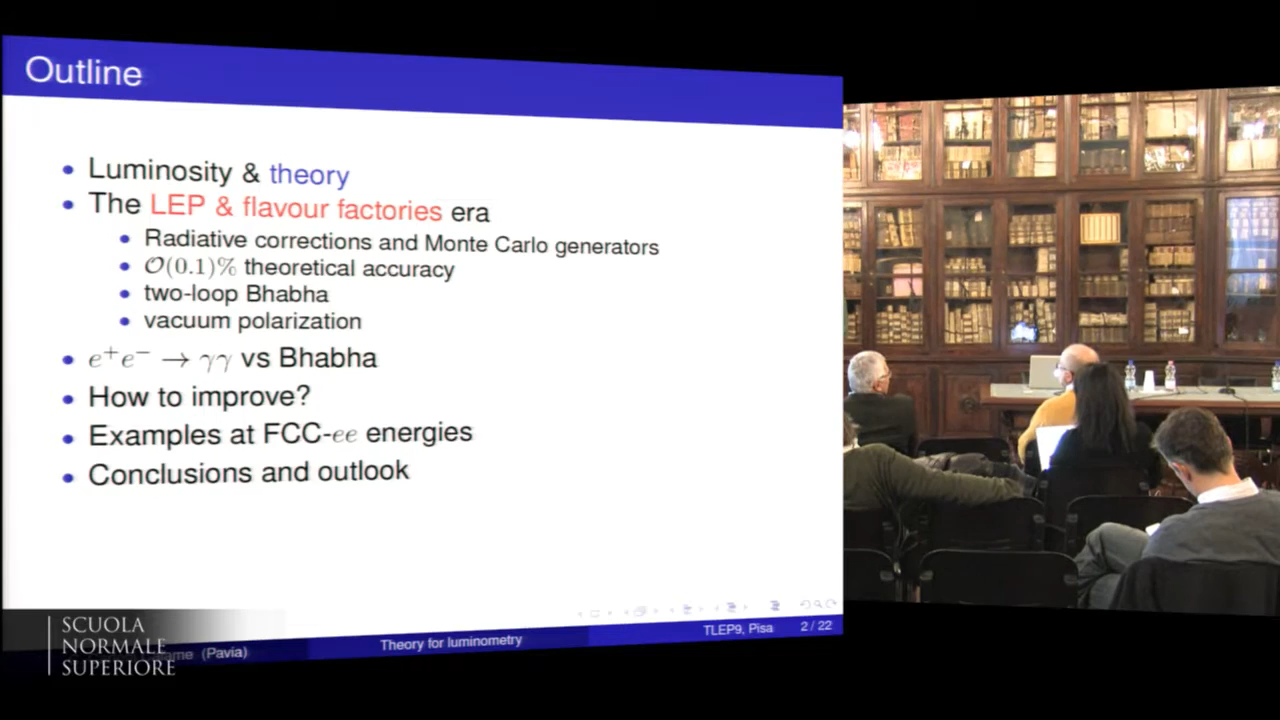 Outline
• Luminosity & theory
• The LEP & flavour factories era
• Radiative corrections and Monte Carlo generators
• O(0.1)% theoretical accuracy
• two-loop Bhabha
• vacuum polarization
• e⁺e⁻ → γγ vs Bhabha
• How to improve?
• Examples at FCC-ee energies
• Conclusions and outlook
(Pavia)
Theory for luminometry
TLEP9, Pisa
2 / 22
SCUOLA
NORMALE
SUPERIORE